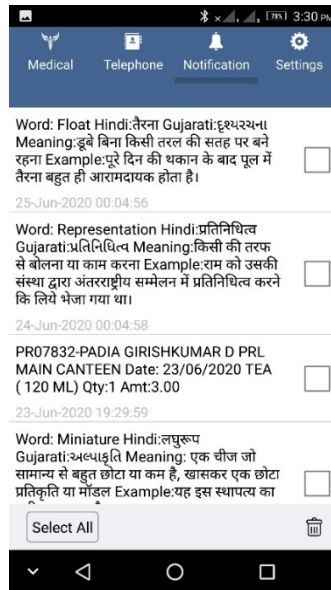 78% 3:30 PM
Medical Telephone Notification Settings
Word: Float Hindi:तैरना Gujarati:દૃશ્યરચના
Meaning:डूबे बिना किसी तरल की सतह पर बने
रहना Example:पूरे दिन की थकान के बाद पूल में
तैरना बहुत ही आरामदायक होता है।
25-Jun-2020 00:04:56
Word: Representation Hindi:प्रतिनिधित्व
Gujarati:પ્રતિનિધિત્વ Meaning:किसी की तरफ
से बोलना या काम करना Example:राम को उसकी
संस्था द्वारा अंतरराष्ट्रीय सम्मेलन में प्रतिनिधित्व करने
कि लिये भेजा गया था।
24-Jun-2020 00:04:58
PR07832-PADIA GIRISHKUMAR D PRL
MAIN CANTEEN Date: 23/06/2020 TEA
( 120 ML) Qty:1 Amt:3.00
23-Jun-2020 19:29:59
Word: Miniature Hindi:लघुरूप
Gujarati:અલ્પાકૃતિ Meaning: एक चीज जो
सामान्य से बहुत छोटा या कम है, खासकर एक छोटा
प्रतिकृति या मॉडल Example:यह इस स्थापत्य का
Select All